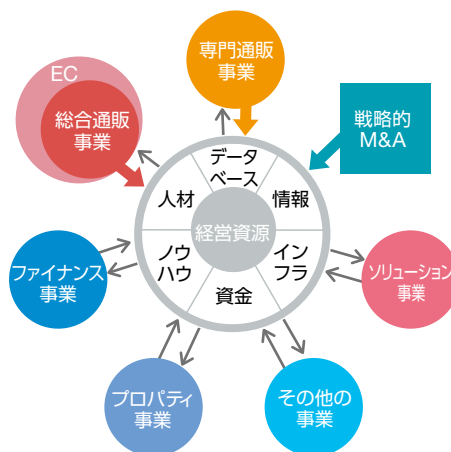 専門通販
事業
EC
総合通販
事業
戦略的
M&A
データ
ベース
人材
情報
経営資源
ノウ
ハウ
イン
フラ
資金
ファイナンス
事業
ソリューション
事業
プロパティ
事業
その他の
事業